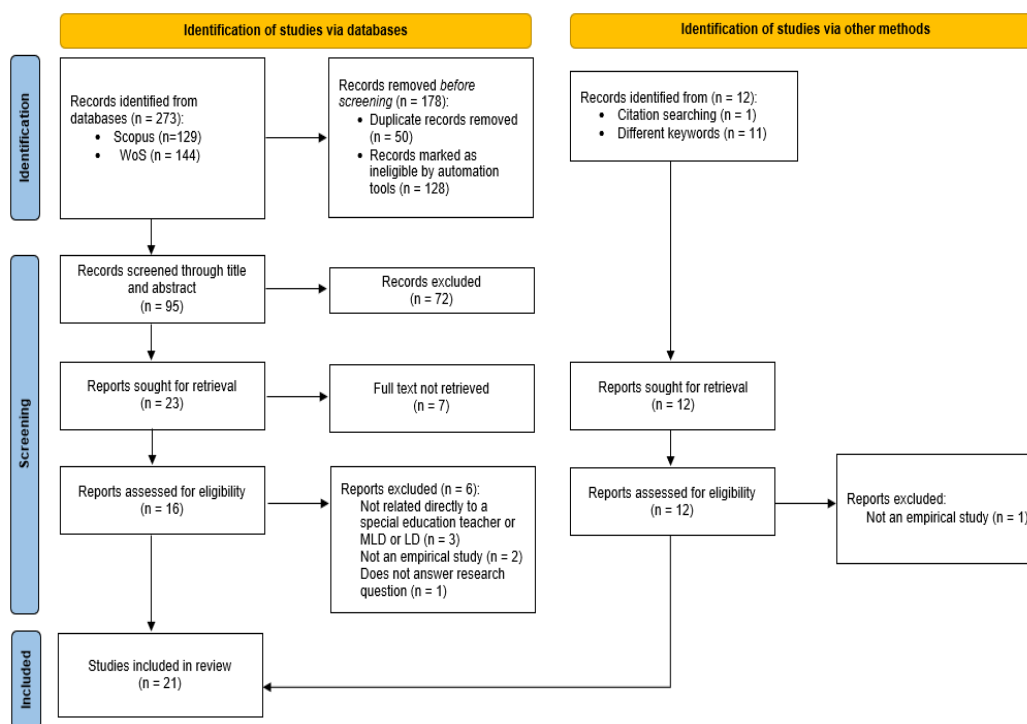 Identification of studies via databases
Identification of studies via other methods
Identification
Records identified from
databases (n = 273):
• Scopus (n=129)
• WoS (n = 144)
Records removed before
screening (n = 178):
• Duplicate records removed
(n = 50)
• Records marked as
ineligible by automation
tools (n = 128)
Records identified from (n = 12):
• Citation searching (n = 1)
• Different keywords (n = 11)
Screening
Records screened through title
and abstract
(n = 95)
Records excluded
(n = 72)
Reports sought for retrieval
(n = 23)
Full text not retrieved
(n = 7)
Reports sought for retrieval
(n = 12)
Reports assessed for eligibility
(n = 16)
Reports excluded (n = 6):
Not related directly to a
special education teacher or
MLD or LD (n = 3)
Not an empirical study (n = 2)
Does not answer research
question (n = 1)
Reports assessed for eligibility
(n = 12)
Reports excluded:
Not an empirical study (n = 1)
Included
Studies included in review
(n = 21)